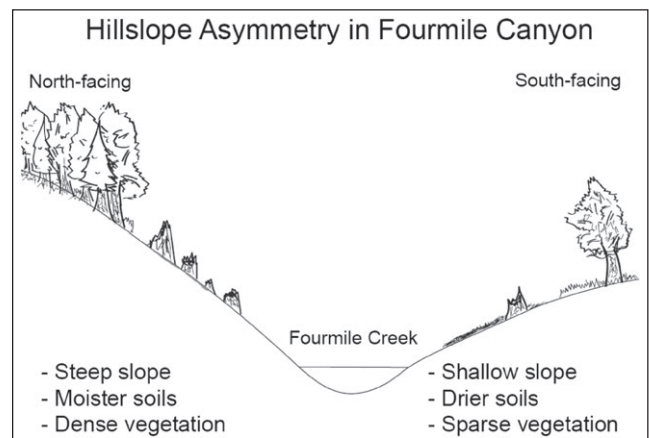 Hillslope Asymmetry in Fourmile Canyon
North-facing
South-facing
Fourmile Creek
- Steep slope
- Moister soils
- Dense vegetation
- Shallow slope
- Drier soils
- Sparse vegetation